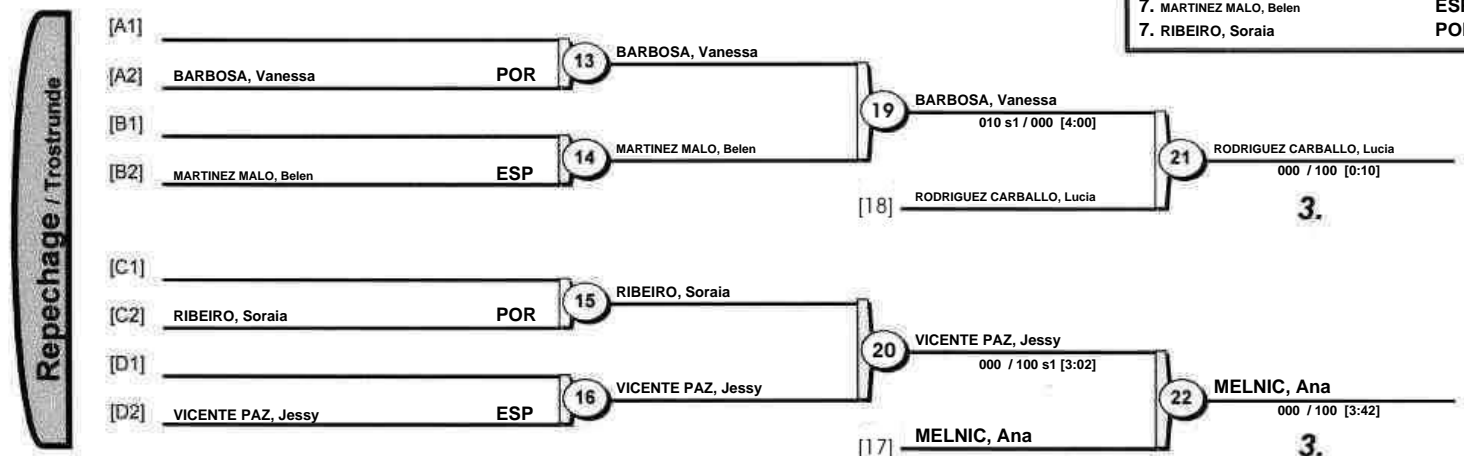 7. MARTINEZ MALO, Belen
7. RIBEIRO, Soraia
Repechage / Trostrunde
[A1]
[A2] BARBOSA, Vanessa POR
13
BARBOSA, Vanessa
[B1]
[B2] MARTINEZ MALO, Belen ESP
14
MARTINEZ MALO, Belen
19
BARBOSA, Vanessa
010 s1 / 000 [4:00]
[18] RODRIGUEZ CARBALLO, Lucia
21
RODRIGUEZ CARBALLO, Lucia
000 / 100 [0:10]
3.
[C1]
[C2] RIBEIRO, Soraia POR
15
RIBEIRO, Soraia
[D1]
[D2] VICENTE PAZ, Jessy ESP
16
VICENTE PAZ, Jessy
20
VICENTE PAZ, Jessy
000 / 100 s1 [3:02]
[17] MELNIC, Ana
22
MELNIC, Ana
000 / 100 [3:42]
3.